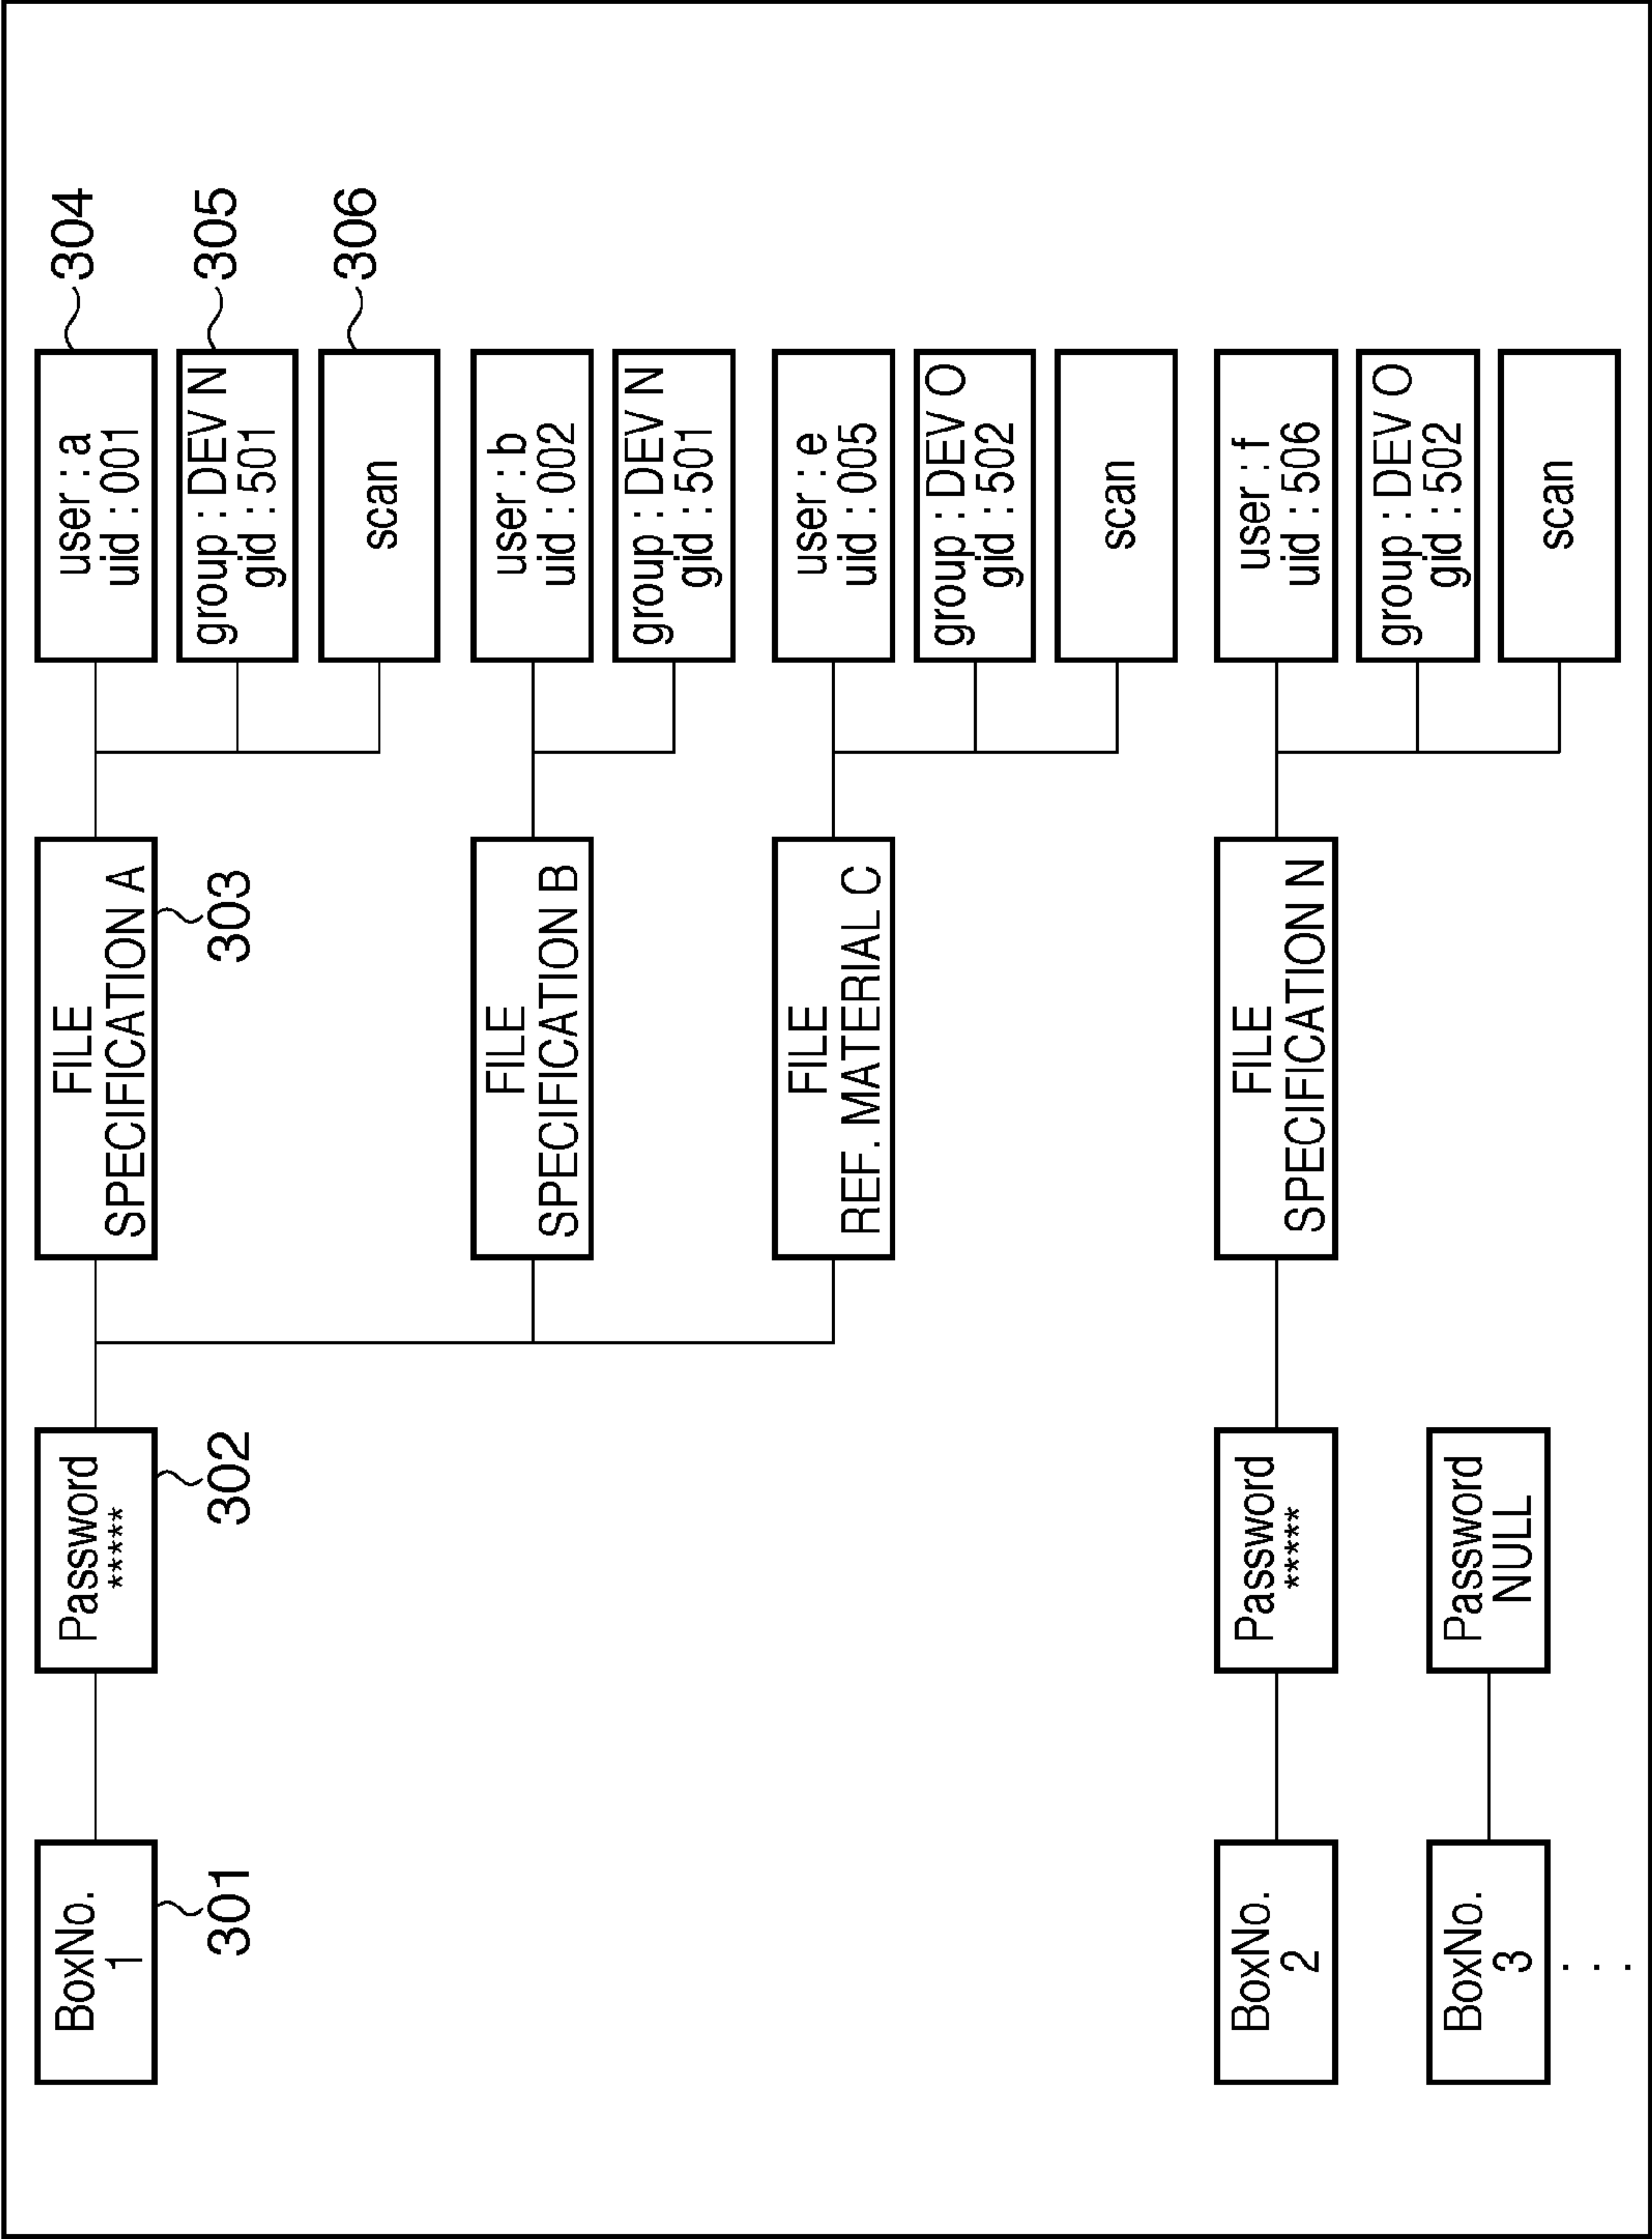 BoxNo.
1
301
Password
*****
302
FILE
SPECIFICATION A
303
user : a
uid : 001
304
group : DEV N
gid : 501
305
scan
306
FILE
SPECIFICATION B
user : b
uid : 002
group : DEV N
gid : 501
FILE
REF. MATERIAL C
user : e
uid : 005
group : DEV O
gid : 502
scan
BoxNo.
2
Password
*****
FILE
SPECIFICATION N
user : f
uid : 506
group : DEV O
gid : 502
scan
BoxNo.
3
Password
NULL
. . .